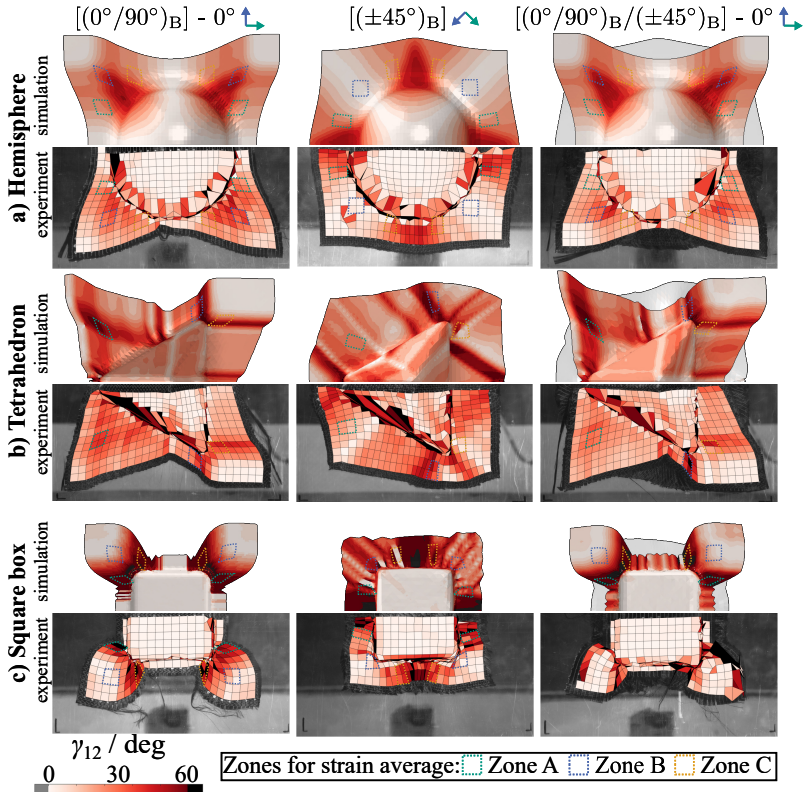 [(0°/90°)B] - 0° [(±45°)B] [(0°/90°)B/(±45°)B] - 0°
a) Hemisphere
simulation
experiment
b) Tetrahedron
simulation
experiment
c) Square box
simulation
experiment
γ12 / deg
0 30 60
Zones for strain average: Zone A Zone B Zone C